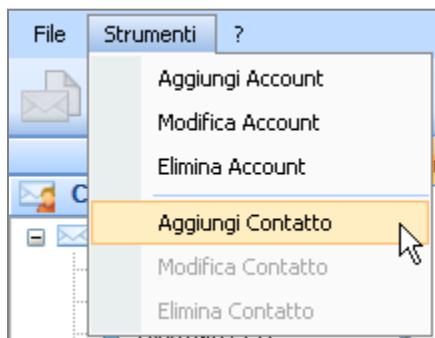 File Strumenti ?
Aggiungi Account
Modifica Account
Elimina Account
C
Aggiungi Contatto
Modifica Contatto
Elimina Contatto